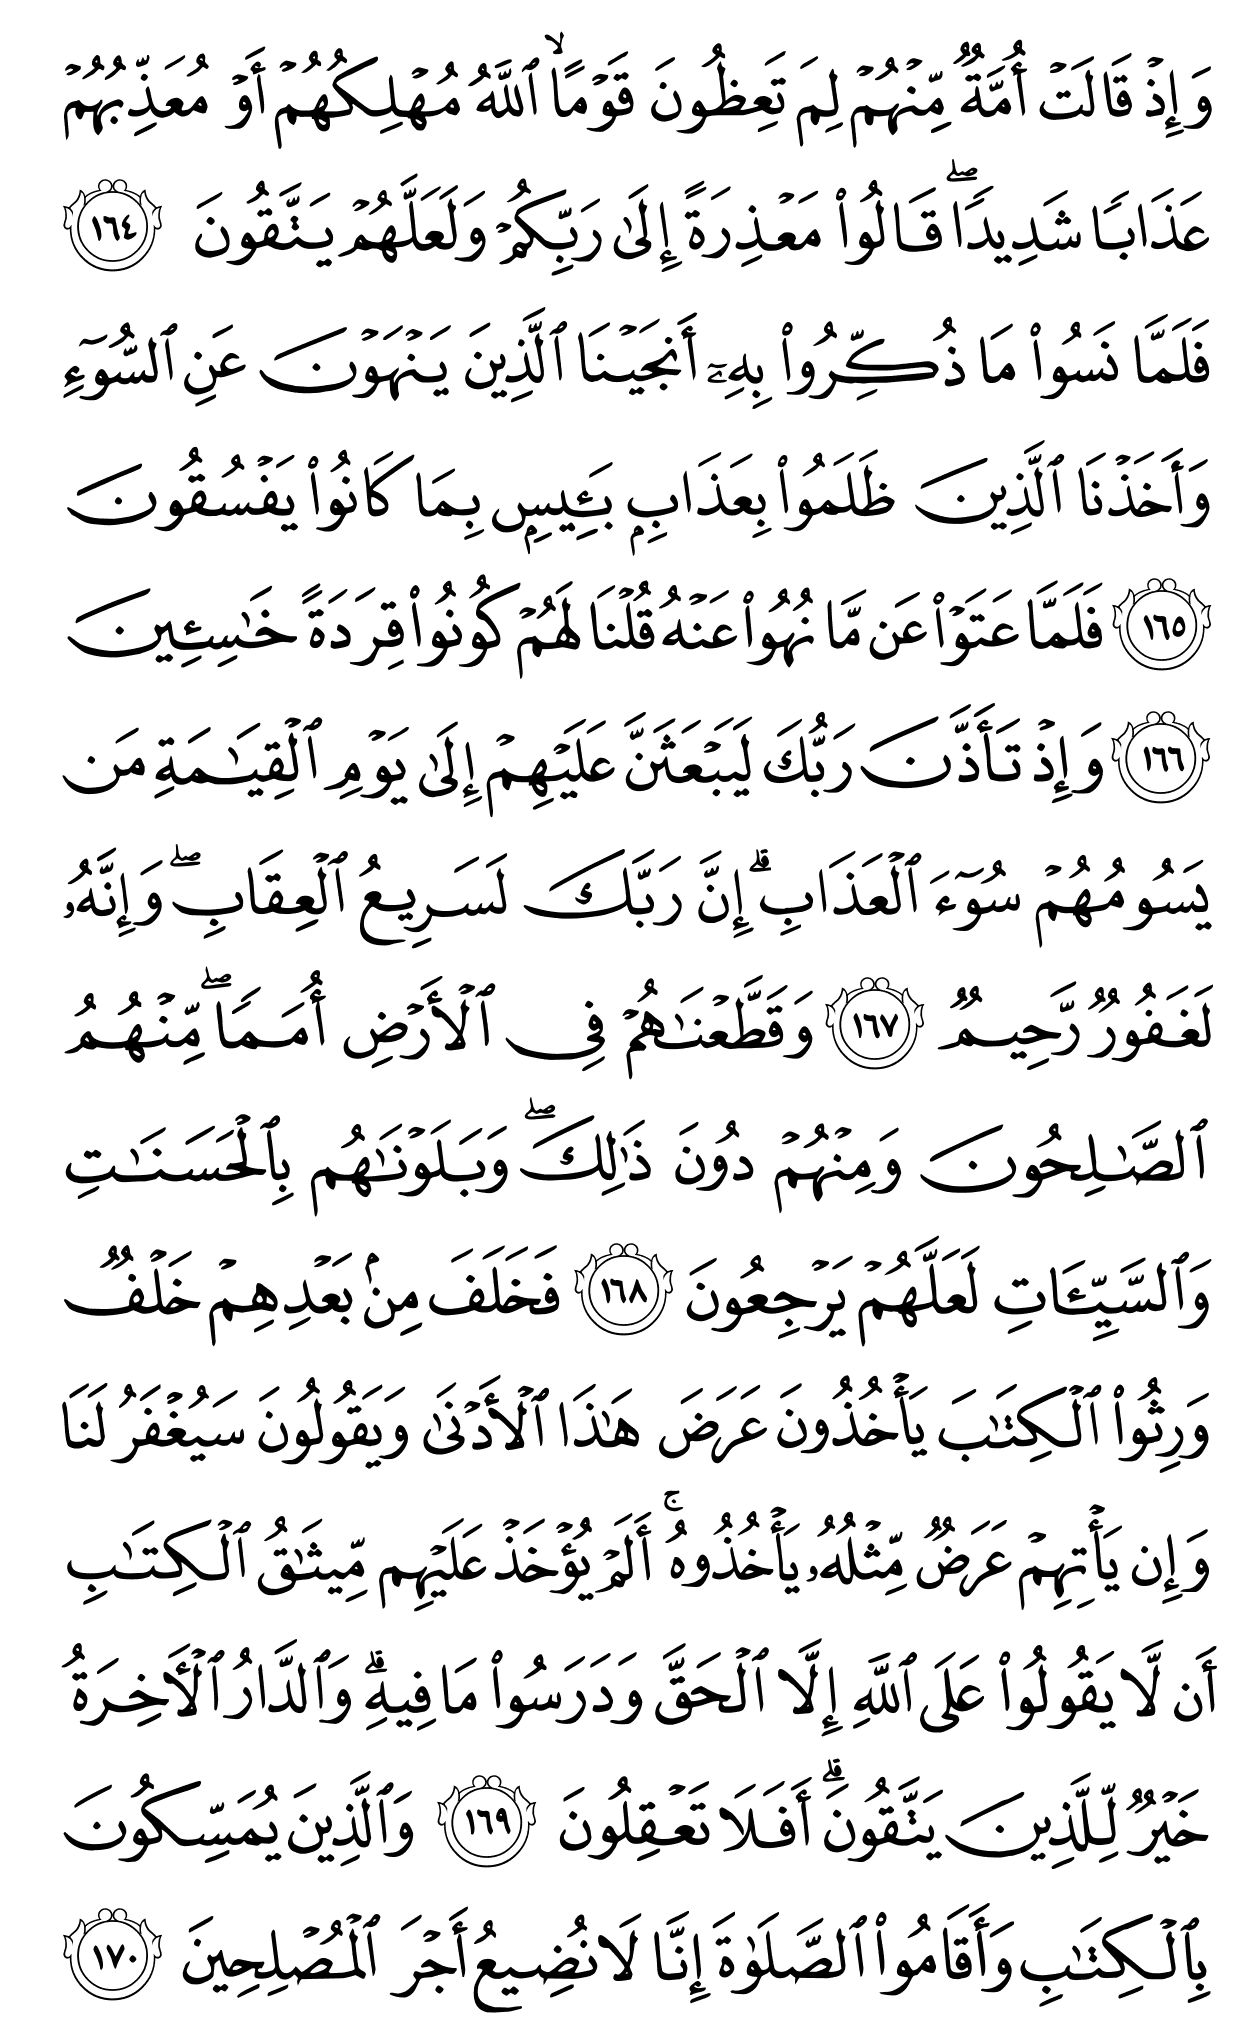 وَإِذۡ قَالَتۡ أُمَّةٞ مِّنۡهُمۡ لِمَ تَعِظُونَ قَوۡمًاۙ ٱللَّهُ مُهۡلِكُهُمۡ أَوۡ مُعَذِّبُهُمۡ
عَذَابٗا شَدِيدٗاۖ قَالُواْ مَعۡذِرَةً إِلَىٰ رَبِّكُمۡ وَلَعَلَّهُمۡ يَتَّقُونَ ١٦٤
فَلَمَّا نَسُواْ مَا ذُكِّرُواْ بِهِۦٓ أَنجَيۡنَا ٱلَّذِينَ يَنۡهَوۡنَ عَنِ ٱلسُّوٓءِ
وَأَخَذۡنَا ٱلَّذِينَ ظَلَمُواْ بِعَذَابِۭ بَـِٔيسِۭ بِمَا كَانُواْ يَفۡسُقُونَ
١٦٥ فَلَمَّا عَتَوۡاْ عَن مَّا نُهُواْ عَنۡهُ قُلۡنَا لَهُمۡ كُونُواْ قِرَدَةً خَٰسِـِٔينَ
١٦٦ وَإِذۡ تَأَذَّنَ رَبُّكَ لَيَبۡعَثَنَّ عَلَيۡهِمۡ إِلَىٰ يَوۡمِ ٱلۡقِيَٰمَةِ مَن
يَسُومُهُمۡ سُوٓءَ ٱلۡعَذَابِۗ إِنَّ رَبَّكَ لَسَرِيعُ ٱلۡعِقَابِۖ وَإِنَّهُۥ
لَغَفُورٞ رَّحِيمٞ ١٦٧ وَقَطَّعۡنَٰهُمۡ فِي ٱلۡأَرۡضِ أُمَمٗاۖ مِّنۡهُمُ
ٱلصَّٰلِحُونَ وَمِنۡهُمۡ دُونَ ذَٰلِكَۖ وَبَلَوۡنَٰهُم بِٱلۡحَسَنَٰتِ
وَٱلسَّيِّـَٔاتِ لَعَلَّهُمۡ يَرۡجِعُونَ ١٦٨ فَخَلَفَ مِنۢ بَعۡدِهِمۡ خَلۡفٞ
وَرِثُواْ ٱلۡكِتَٰبَ يَأۡخُذُونَ عَرَضَ هَٰذَا ٱلۡأَدۡنَىٰ وَيَقُولُونَ سَيُغۡفَرُ لَنَا
وَإِن يَأۡتِهِمۡ عَرَضٞ مِّثۡلُهُۥ يَأۡخُذُوهُۚ أَلَمۡ يُؤۡخَذۡ عَلَيۡهِم مِّيثَٰقُ ٱلۡكِتَٰبِ
أَن لَّا يَقُولُواْ عَلَى ٱللَّهِ إِلَّا ٱلۡحَقَّ وَدَرَسُواْ مَا فِيهِۗ وَٱلدَّارُ ٱلۡأٓخِرَةُ
خَيۡرٞ لِّلَّذِينَ يَتَّقُونَۚ أَفَلَا تَعۡقِلُونَ ١٦٩ وَٱلَّذِينَ يُمَسِّكُونَ
بِٱلۡكِتَٰبِ وَأَقَامُواْ ٱلصَّلَوٰةَ إِنَّا لَا نُضِيعُ أَجۡرَ ٱلۡمُصۡلِحِينَ ١٧٠